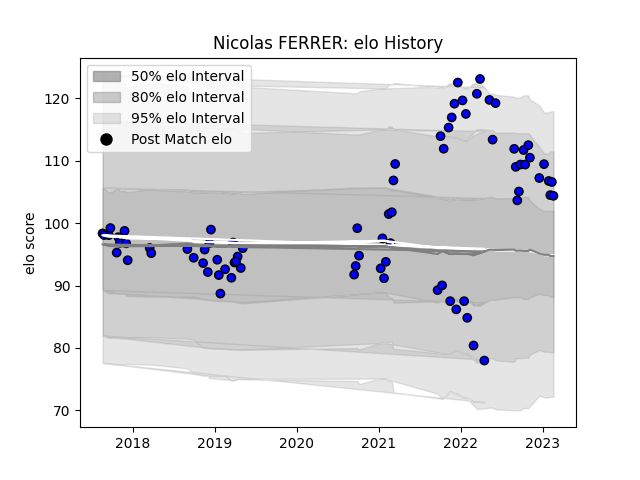 Nicolas FERRER: elo History
50% elo Interval
80% elo Interval
95% elo Interval
Post Match elo
elo score
120
110
100
90
80
70
2018 2019 2020 2021 2022 2023